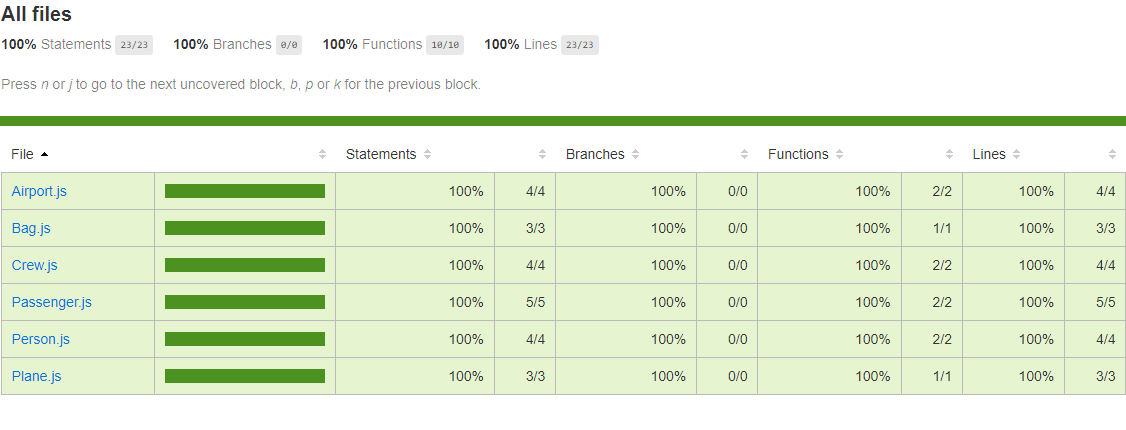 All files
100% Statements 23/23 100% Branches 0/0 100% Functions 10/10 100% Lines 23/23
Press n or j to go to the next uncovered block, b, p or k for the previous block.
File Statements Branches Functions Lines
Airport.js 100% 4/4 100% 0/0 100% 2/2 100% 4/4
Bag.js 100% 3/3 100% 0/0 100% 1/1 100% 3/3
Crew.js 100% 4/4 100% 0/0 100% 2/2 100% 4/4
Passenger.js 100% 5/5 100% 0/0 100% 2/2 100% 5/5
Person.js 100% 4/4 100% 0/0 100% 2/2 100% 4/4
Plane.js 100% 3/3 100% 0/0 100% 1/1 100% 3/3